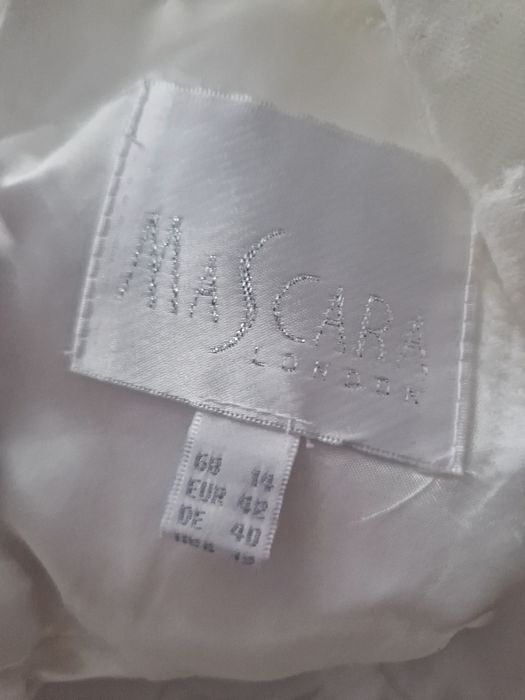 MASCARA
LONDON
GB 14
EUR 42
DE 40